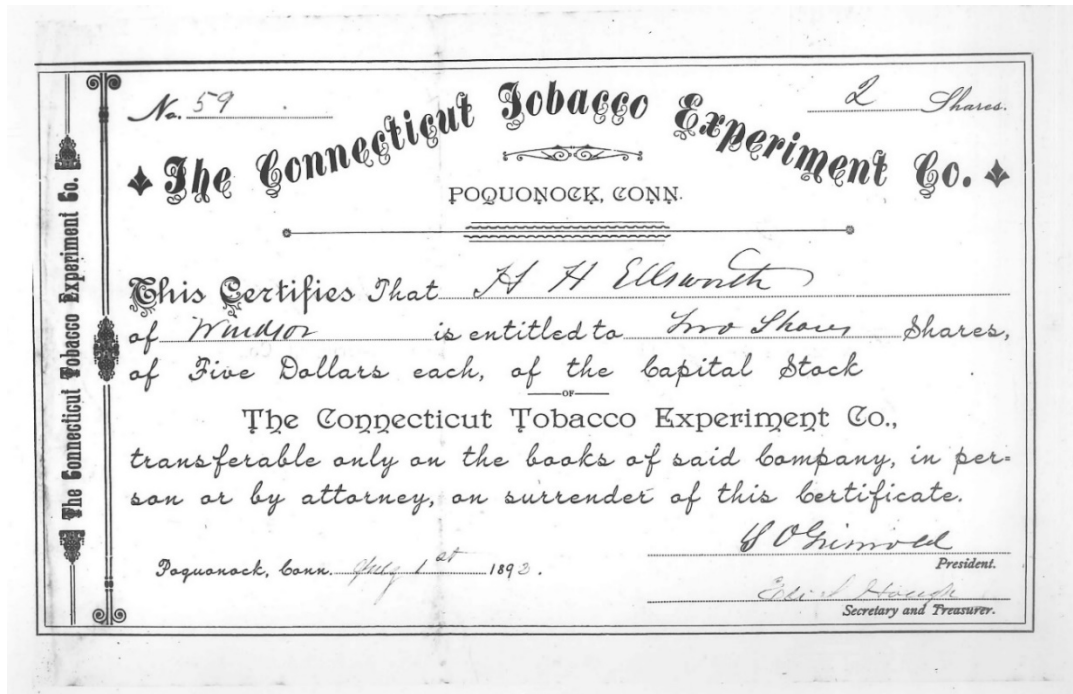 No. 59
2 Shares.
The Connecticut Tobacco Experiment Co.
POQUONOCK, CONN.
The Connecticut Tobacco Experiment Co.
This Certifies That H H Ellsworth
of Windsor is entitled to Two Shares Shares,
of Five Dollars each, of the Capital Stock
OF
The Connecticut Tobacco Experiment Co.,
transferable only on the books of said Company, in per=
son or by attorney, on surrender of this Certificate.
S O Griswold
President.
Poquonock, Conn. July 1st 1893.
Hough
Secretary and Treasurer.